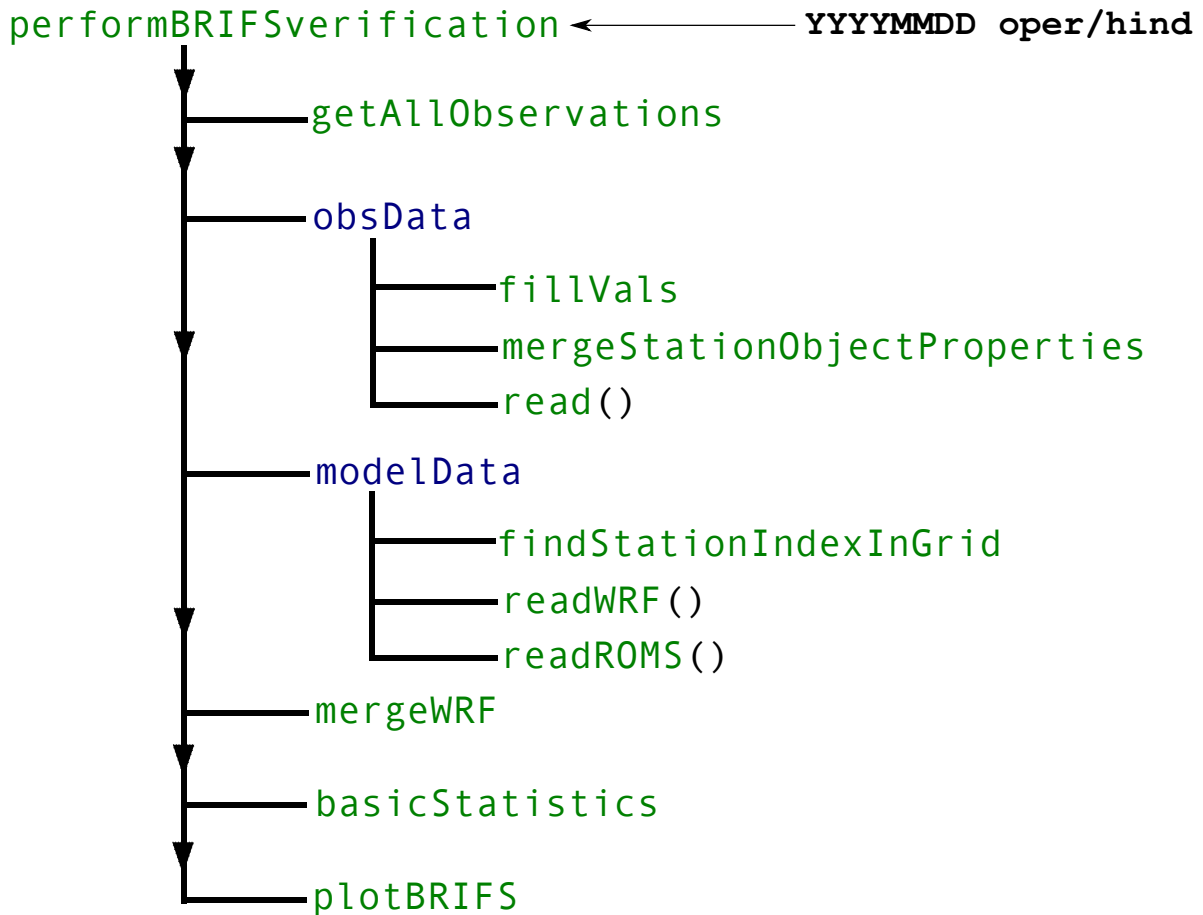 performBRIFSverification YYYYMMDD oper/hind
getAllObservations
obsData
fillVals
mergeStationObjectProperties
read()
modelData
findStationIndexInGrid
readWRF()
readROMS()
mergeWRF
basicStatistics
plotBRIFS